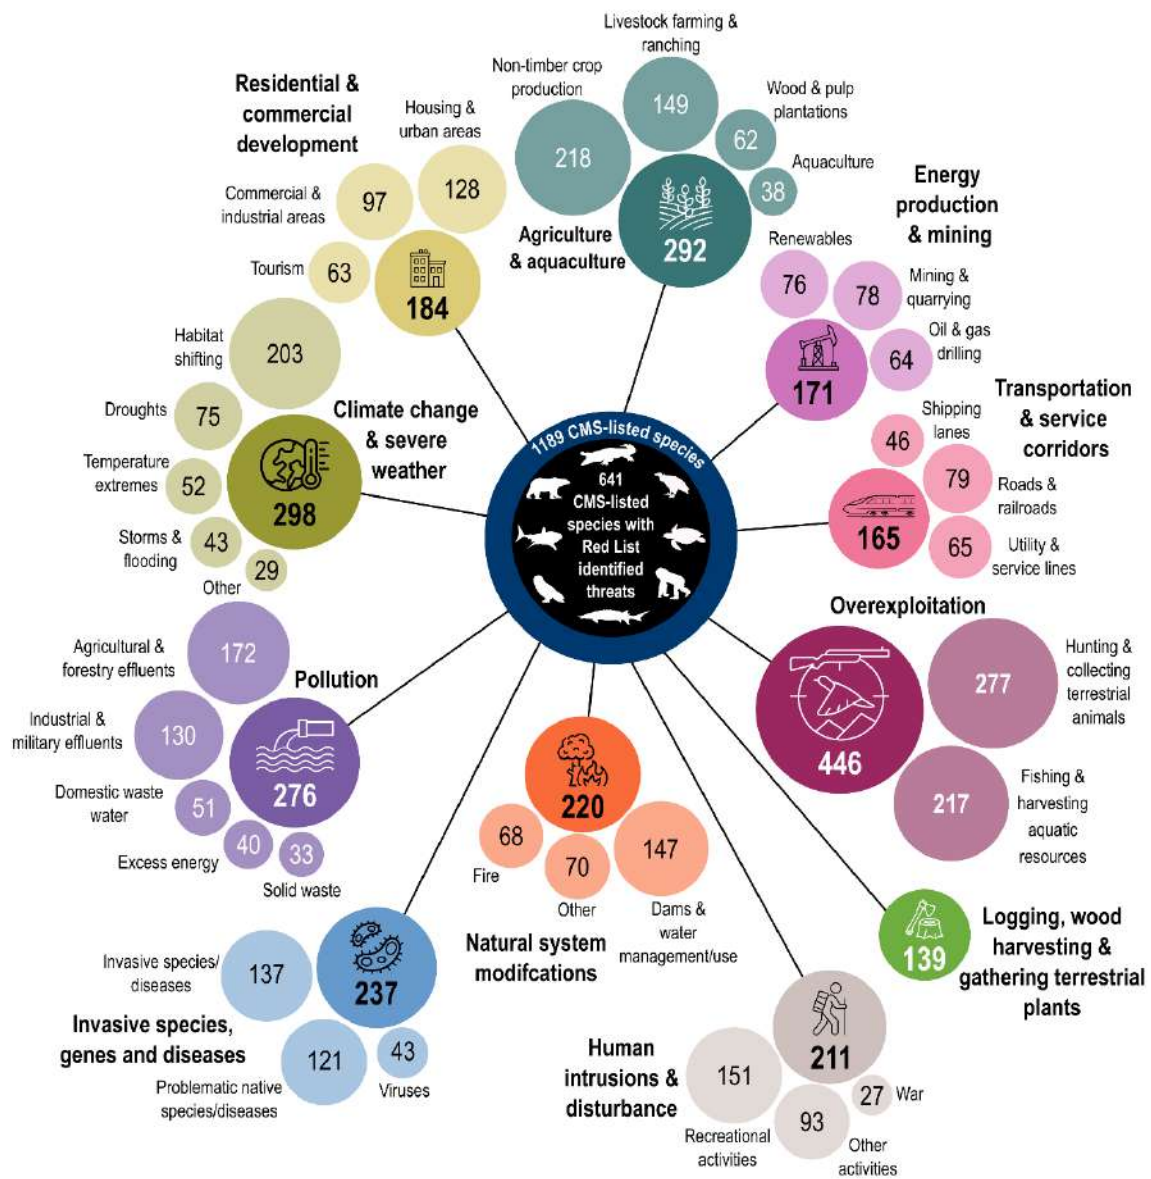 Livestock farming &
ranching
149
Non-timber crop
production
218
Wood & pulp
plantations
62
Aquaculture
38
Agriculture
& aquaculture
292
Residential &
commercial
development
Housing &
urban areas
128
Commercial &
industrial areas
97
Tourism
63
184
Energy
production
& mining
Renewables
76
Mining &
quarrying
78
Oil & gas
drilling
64
171
Transportation
& service
corridors
Shipping
lanes
46
79
Roads &
railroads
65
Utility &
service lines
165
Habitat
shifting
203
Droughts
75
Temperature
extremes
52
Storms &
flooding
43
Other
29
Climate change
& severe
weather
298
1189 CMS-listed species
641
CMS-listed
species with
Red List
identified
threats
Overexploitation
446
277
Hunting &
collecting
terrestrial
animals
217
Fishing &
harvesting
aquatic
resources
Agricultural &
forestry effluents
172
Industrial &
military effluents
130
Domestic waste
water
51
Excess energy
40
33
Solid waste
Pollution
276
220
68
Fire
70
Other
147
Dams &
water
management/use
Natural system
modifcations
139
Logging, wood
harvesting &
gathering terrestrial
plants
Invasive species/
diseases
137
237
Invasive species,
genes and diseases
121
Problematic native
species/diseases
43
Viruses
Human
intrusions &
disturbance
211
151
Recreational
activities
93
Other
activities
27
War